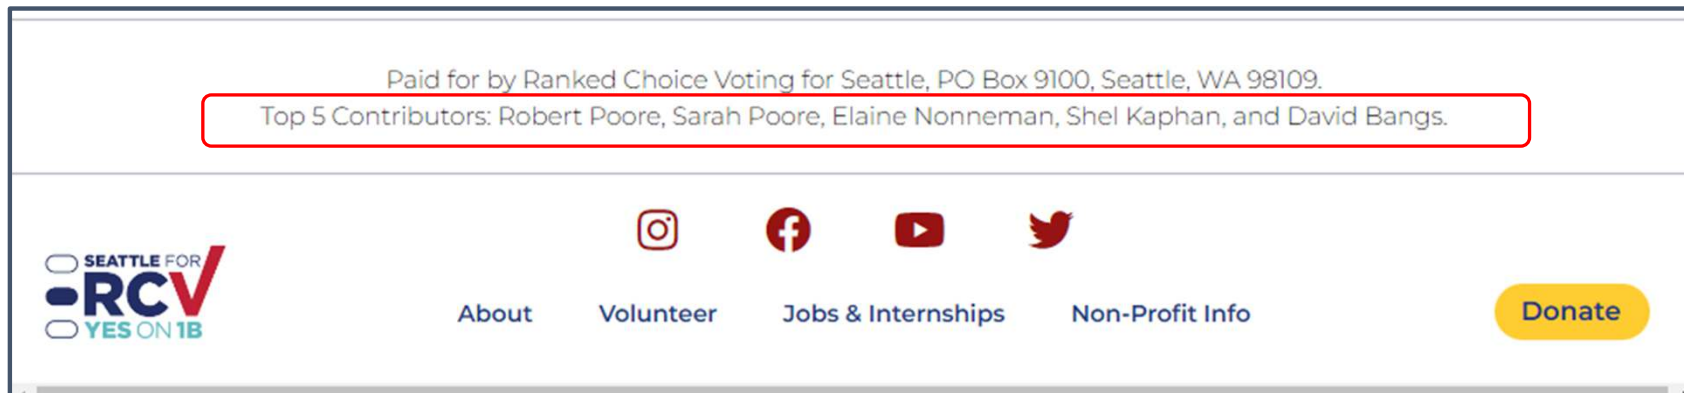 Paid for by Ranked Choice Voting for Seattle, PO Box 9100, Seattle, WA 98109.
Top 5 Contributors: Robert Poore, Sarah Poore, Elaine Nonneman, Shel Kaphan, and David Bangs.
SEATTLE FOR
RCV
YES ON 1B
About Volunteer Jobs & Internships Non-Profit Info
Donate